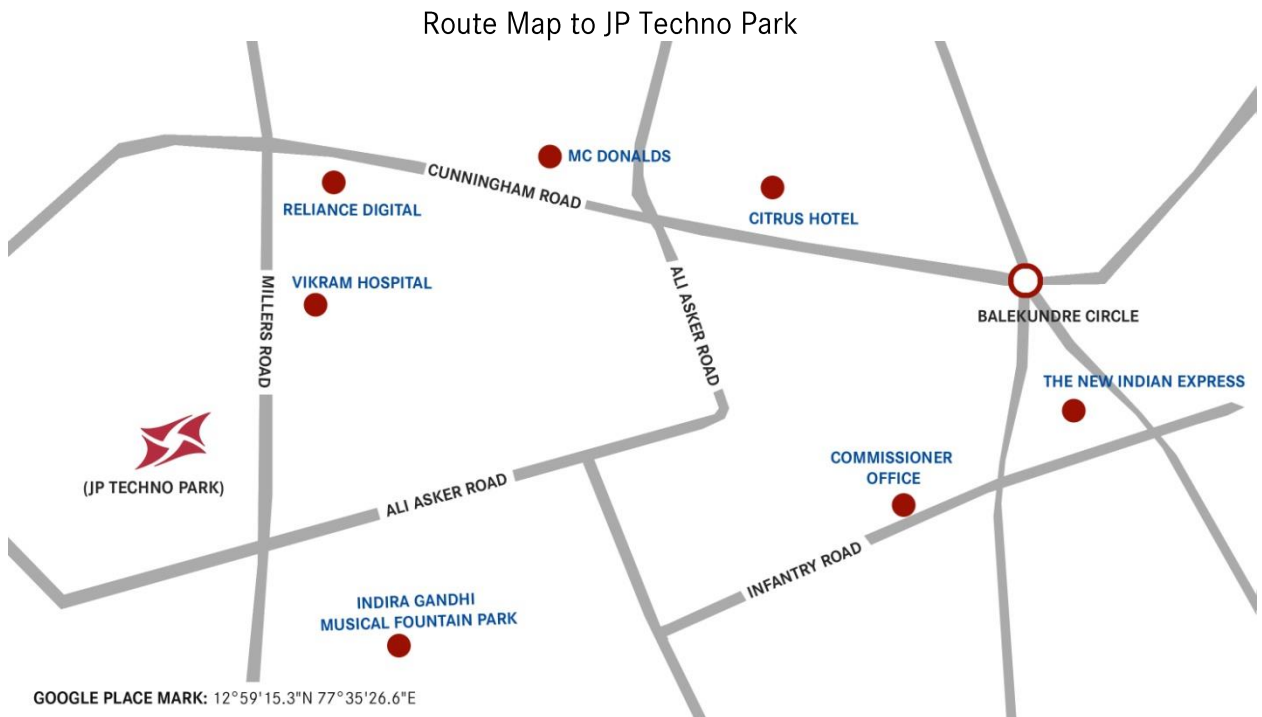 Route Map to JP Techno Park
MC DONALDS
CUNNINGHAM ROAD
RELIANCE DIGITAL
CITRUS HOTEL
VIKRAM HOSPITAL
MILLERS ROAD
ALI ASKER ROAD
BALEKUNDRE CIRCLE
THE NEW INDIAN EXPRESS
COMMISSIONER
OFFICE
(JP TECHNO PARK)
ALI ASKER ROAD
INFANTRY ROAD
INDIRA GANDHI
MUSICAL FOUNTAIN PARK
GOOGLE PLACE MARK: 12°59'15.3"N 77°35'26.6"E